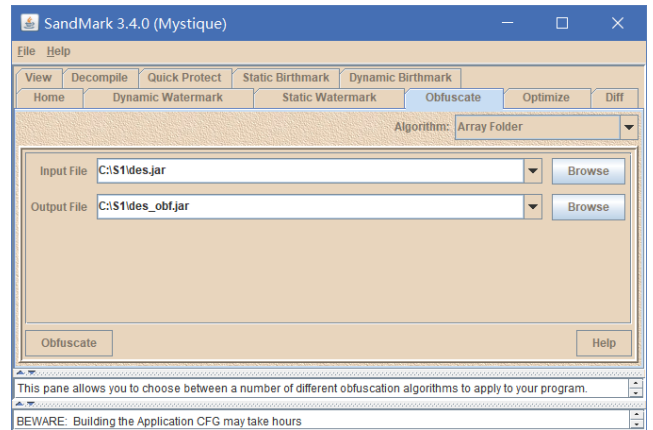 SandMark 3.4.0 (Mystique)
File Help
View Decompile Quick Protect Static Birthmark Dynamic Birthmark
Home Dynamic Watermark Static Watermark Obfuscate Optimize Diff
Algorithm: Array Folder
Input File C:\S1\des.jar Browse
Output File C:\S1\des_obf.jar Browse
Obfuscate Help
This pane allows you to choose between a number of different obfuscation algorithms to apply to your program.
BEWARE: Building the Application CFG may take hours